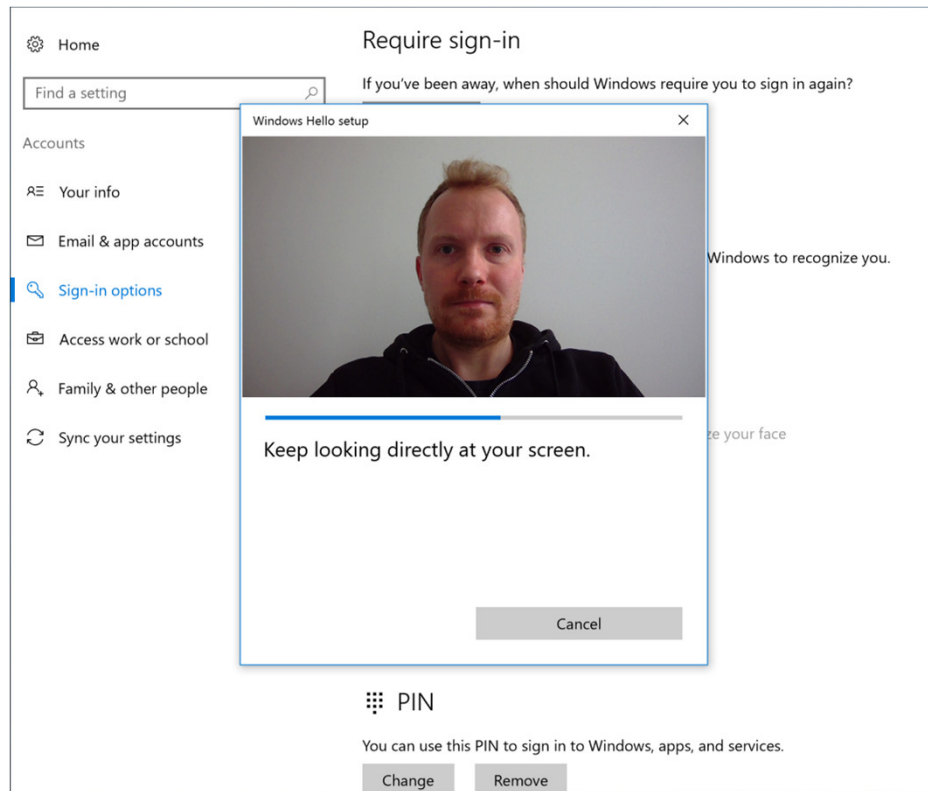 Home
Find a setting
Accounts
Your info
Email & app accounts
Sign-in options
Access work or school
Family & other people
Sync your settings
Require sign-in
If you've been away, when should Windows require you to sign in again?
Windows to recognize you.
your face
Windows Hello setup
Keep looking directly at your screen.
Cancel
PIN
You can use this PIN to sign in to Windows, apps, and services.
Change
Remove